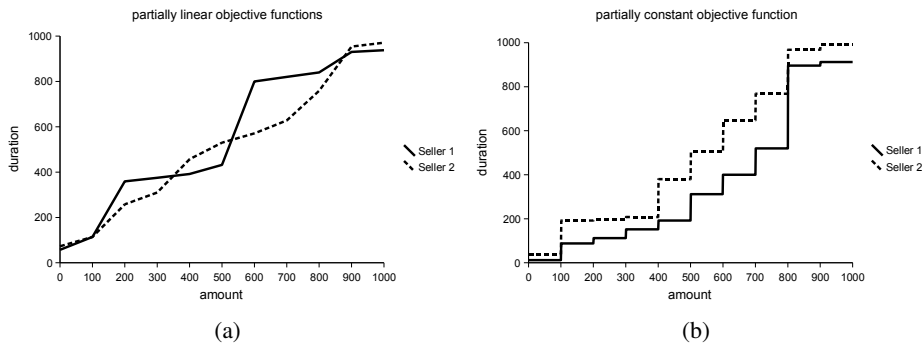 partially linear objective functions
1000
800
600
400
200
0
duration
0 100 200 300 400 500 600 700 800 900 1000
amount
Seller 1
Seller 2
(a)
partially constant objective function
1000
800
600
400
200
0
duration
0 100 200 300 400 500 600 700 800 900 1000
amount
Seller 1
Seller 2
(b)